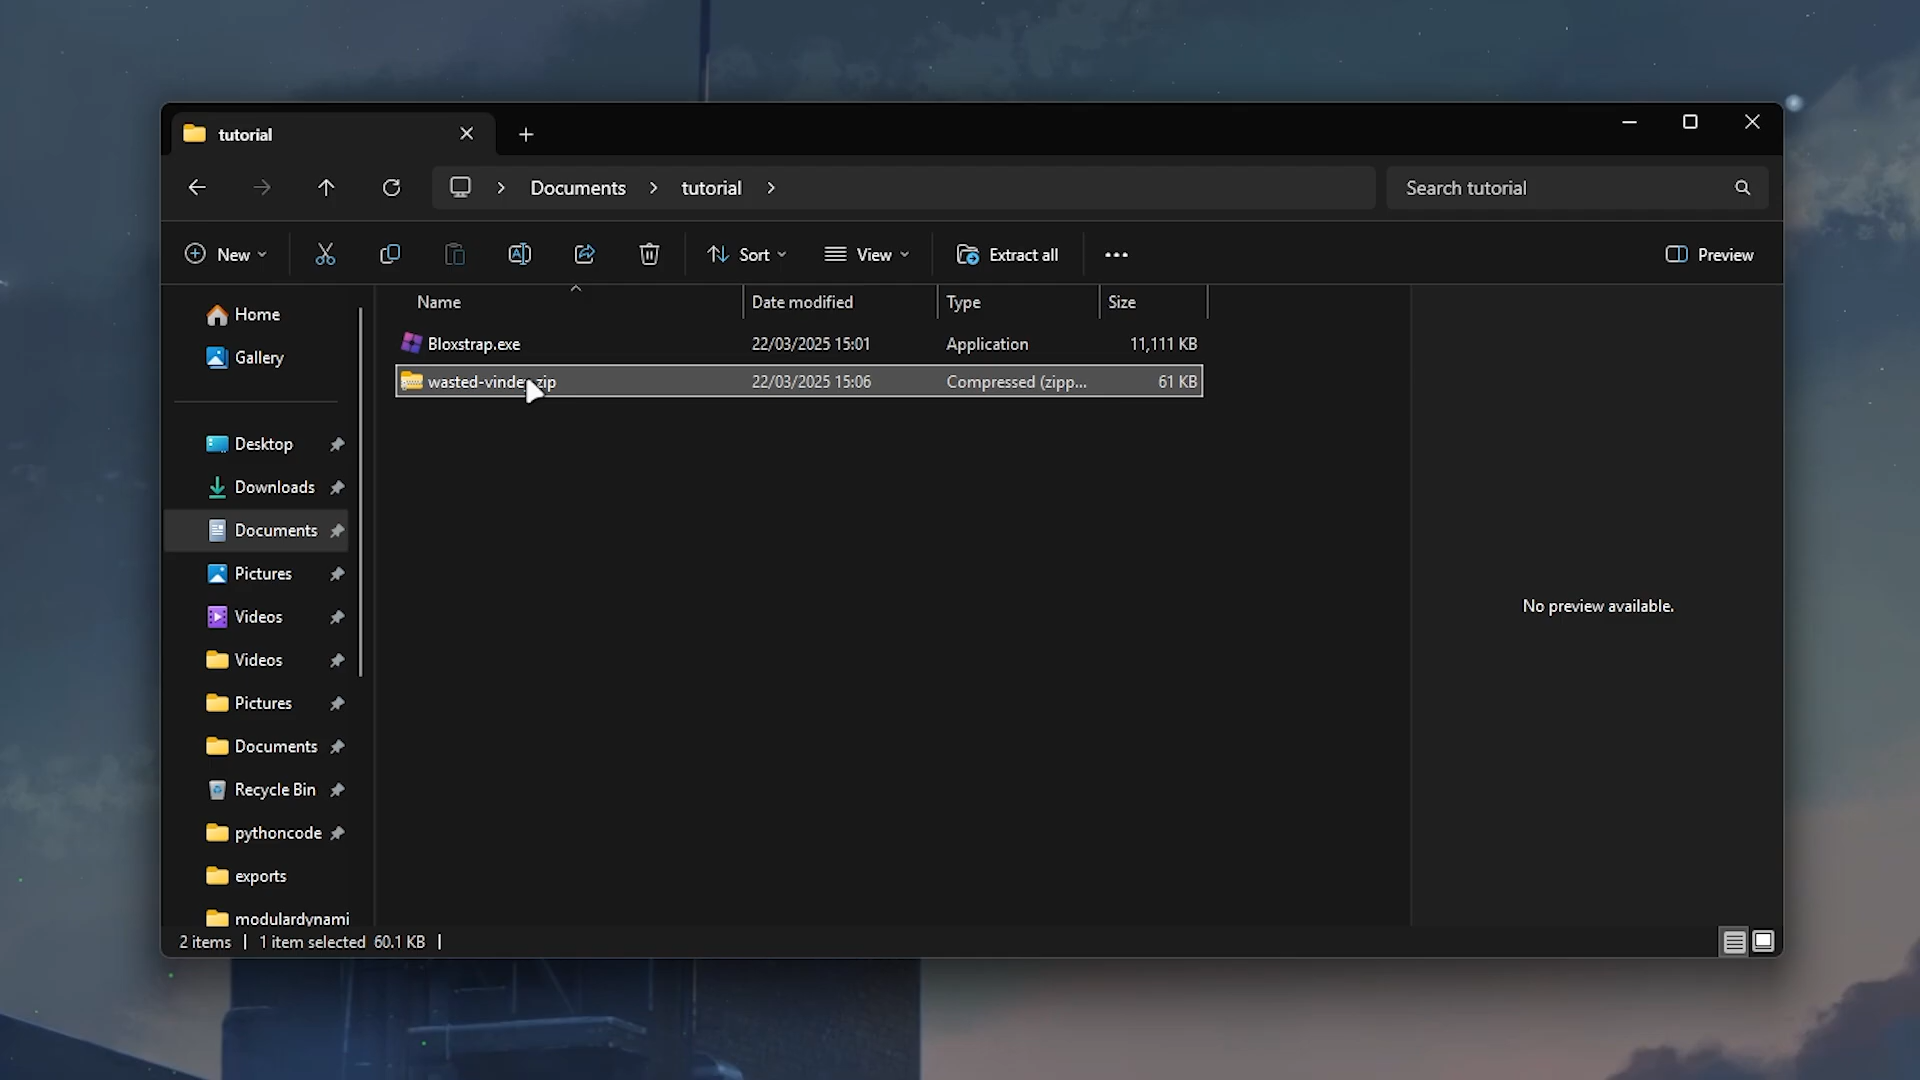 tutorial
Documents
tutorial
Search tutorial
New
Sort
View
Extract all
Preview
Name
Date modified
Type
Size
Bloxstrap.exe
22/03/2025 15:01
Application
11,111 KB
22/03/2025 15:06
Compressed (zipp...
61 KB
Home
Gallery
Desktop
Downloads
Documents
Pictures
Videos
Videos
Pictures
Documents
Recycle Bin
pythoncode
exports
modulardynami
No preview available.
2 items
1 item selected 60.1 KB